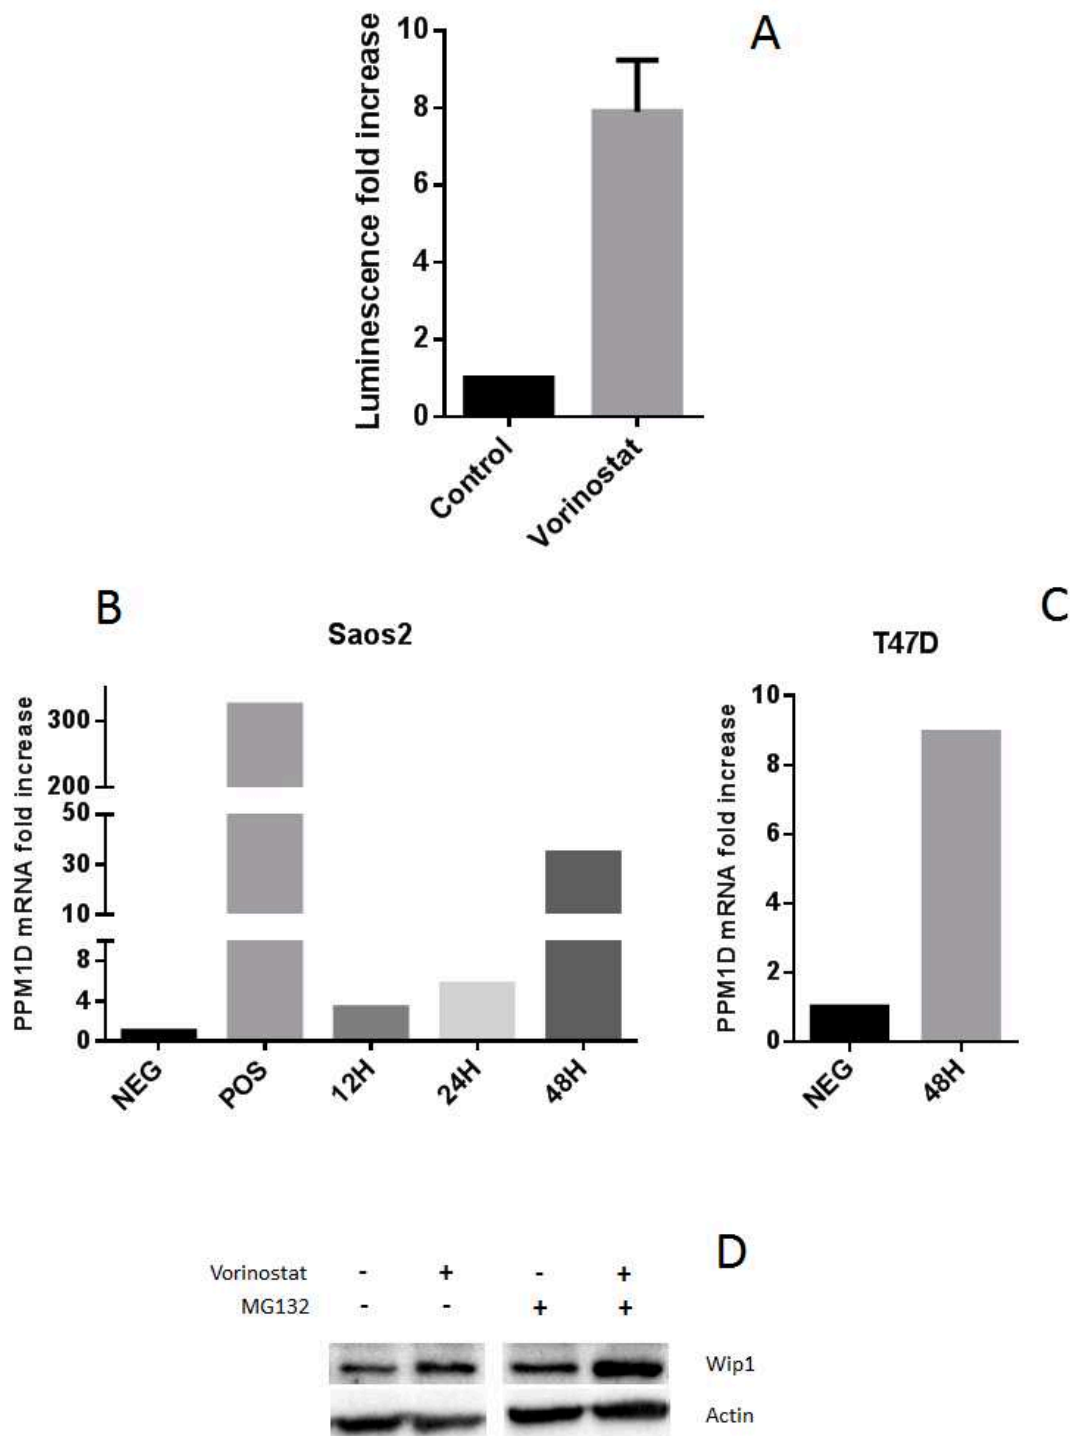 A
Luminescence fold increase
10
8
6
4
2
0
Control
Vorinostat
B
Saos2
PPM1D mRNA fold increase
300
200
50
30
10
8
4
0
NEG
POS
12H
24H
48H
C
T47D
PPM1D mRNA fold increase
10
8
6
4
2
0
NEG
48H
D
Vorinostat - + - +
MG132 - - + +
Wip1
Actin